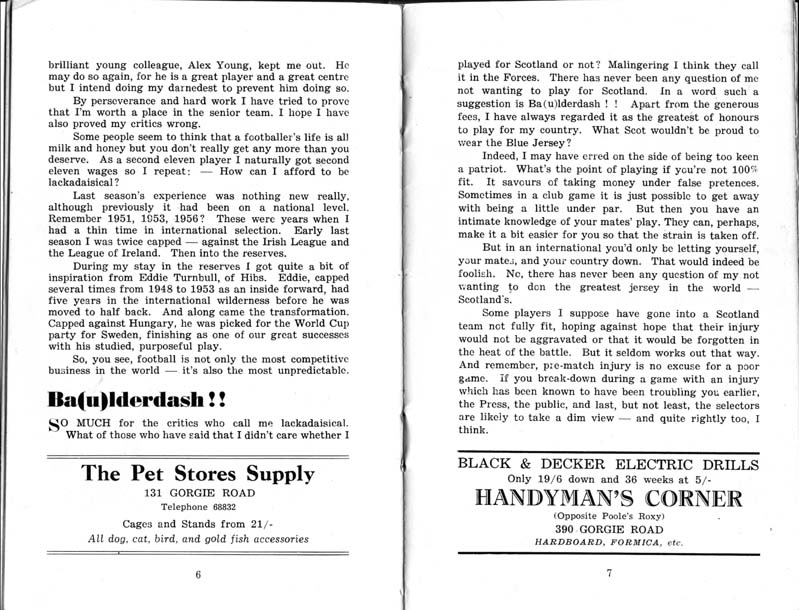 brilliant young colleague, Alex Young, kept me out. He
may do so again, for he is a great player and a great centre
but I intend doing my darnedest to prevent him doing so.
By perseverance and hard work I have tried to prove
that I'm worth a place in the senior team. I hope I have
also proved my critics wrong.
Some people seem to think that a footballer's life is all
milk and honey but you don't really get any more than you
deserve. As a second eleven player I naturally got second
eleven wages so I repeat: — How can I afford to be
lackadaisical?
Last season's experience was nothing new really,
although previously it had been on a national level.
Remember 1951, 1953, 1956? These were years when I
had a thin time in international selection. Early last
season I was twice capped — against the Irish League and
the League of Ireland. Then into the reserves.
During my stay in the reserves I got quite a bit of
inspiration from Eddie Turnbull, of Hibs. Eddie, capped
several times from 1948 to 1953 as an inside forward, had
five years in the international wilderness before he was
moved to half back. And along came the transformation.
Capped against Hungary, he was picked for the World Cup
party for Sweden, finishing as one of our great successes
with his studied, purposeful play.
So, you see, football is not only the most competitive
business in the world — it's also the most unpredictable.
Ba(u)lderdash!!
SO MUCH for the critics who call me lackadaisical.
What of those who have said that I didn't care whether I
The Pet Stores Supply
131 GORGIE ROAD
Telephone 68832
Cages and Stands from 21/-
All dog, cat, bird, and gold fish accessories
6
played for Scotland or not? Malingering I think they call
it in the Forces. There has never been any question of me
not wanting to play for Scotland. In a word such a
suggestion is Ba(u)lderdash ! ! Apart from the generous
fees, I have always regarded it as the greatest of honours
to play for my country. What Scot wouldn't be proud to
wear the Blue Jersey?
Indeed, I may have erred on the side of being too keen
a patriot. What's the point of playing if you're not 100%
fit. It savours of taking money under false pretences.
Sometimes in a club game it is just possible to get away
with being a little under par. But then you have an
intimate knowledge of your mates' play. They can, perhaps,
make it a bit easier for you so that the strain is taken off.
But in an international you'd only be letting yourself,
your mates, and your country down. That would indeed be
foolish. No, there has never been any question of my not
wanting to don the greatest jersey in the world —
Scotland's.
Some players I suppose have gone into a Scotland
team not fully fit, hoping against hope that their injury
would not be aggravated or that it would be forgotten in
the heat of the battle. But it seldom works out that way.
And remember, pre-match injury is no excuse for a poor
game. If you break-down during a game with an injury
which has been known to have been troubling you earlier,
the Press, the public, and last, but not least, the selectors
are likely to take a dim view — and quite rightly too, I
think.
BLACK & DECKER ELECTRIC DRILLS
Only 19/6 down and 36 weeks at 5/-
HANDYMAN'S CORNER
(Opposite Poole's Roxy)
390 GORGIE ROAD
HARDBOARD, FORMICA, etc.
7